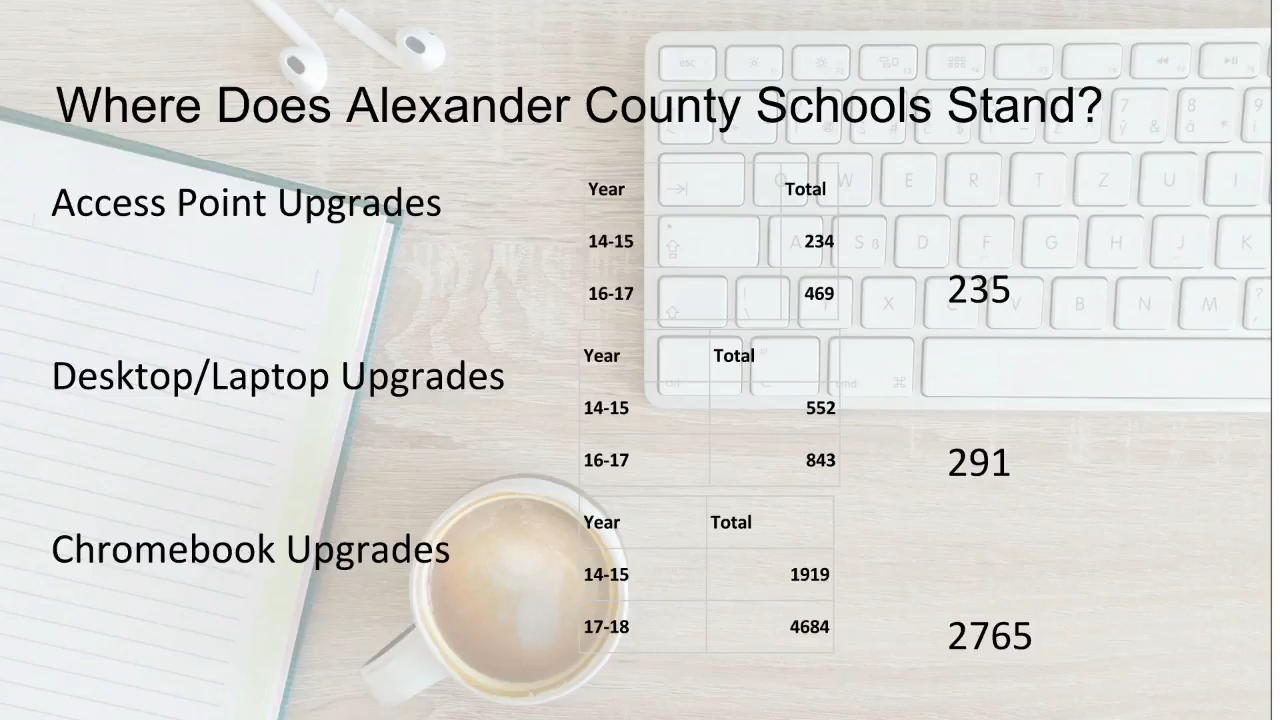 Where Does Alexander County Schools Stand?
Access Point Upgrades
Year Total
14-15 234
16-17 469
235
Desktop/Laptop Upgrades
Year Total
14-15 552
16-17 843
291
Chromebook Upgrades
Year Total
14-15 1919
17-18 4684
2765